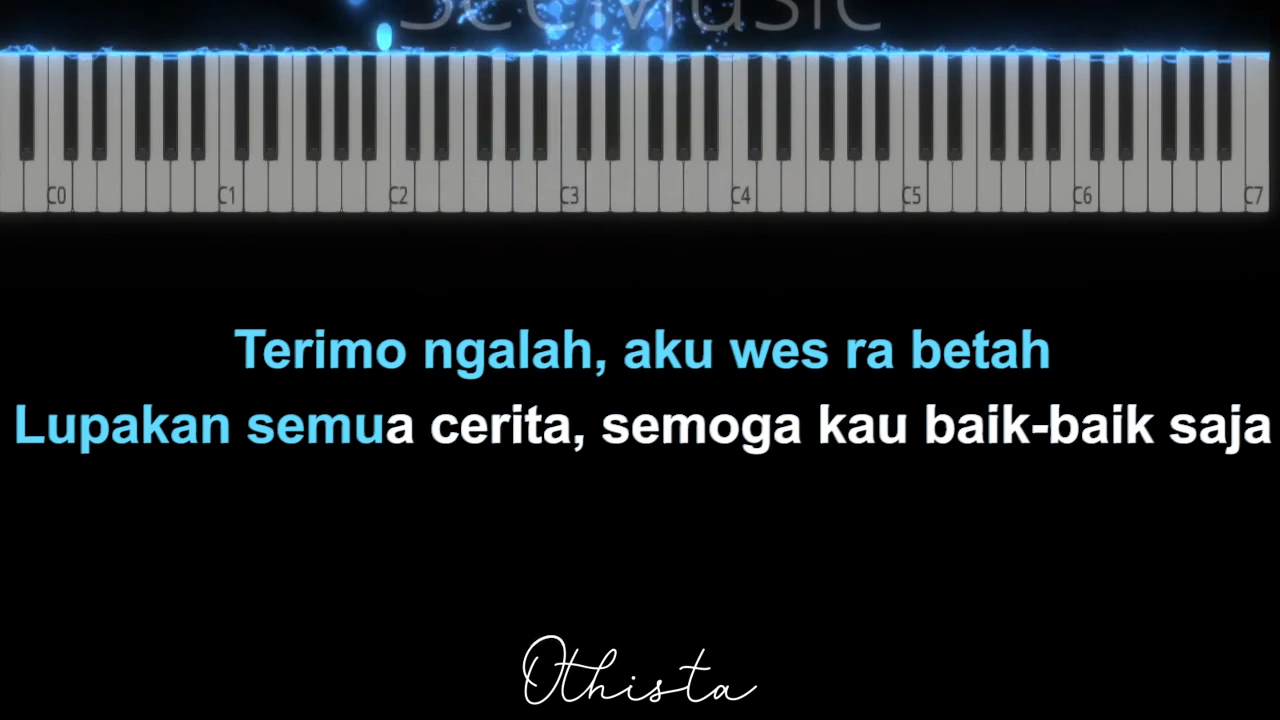 SeeMusic
C0 C1 C2 C3 C4 C5 C6 C7
Terimo ngalah, aku wes ra betah
Lupakan semua cerita, semoga kau baik-baik saja
Othista